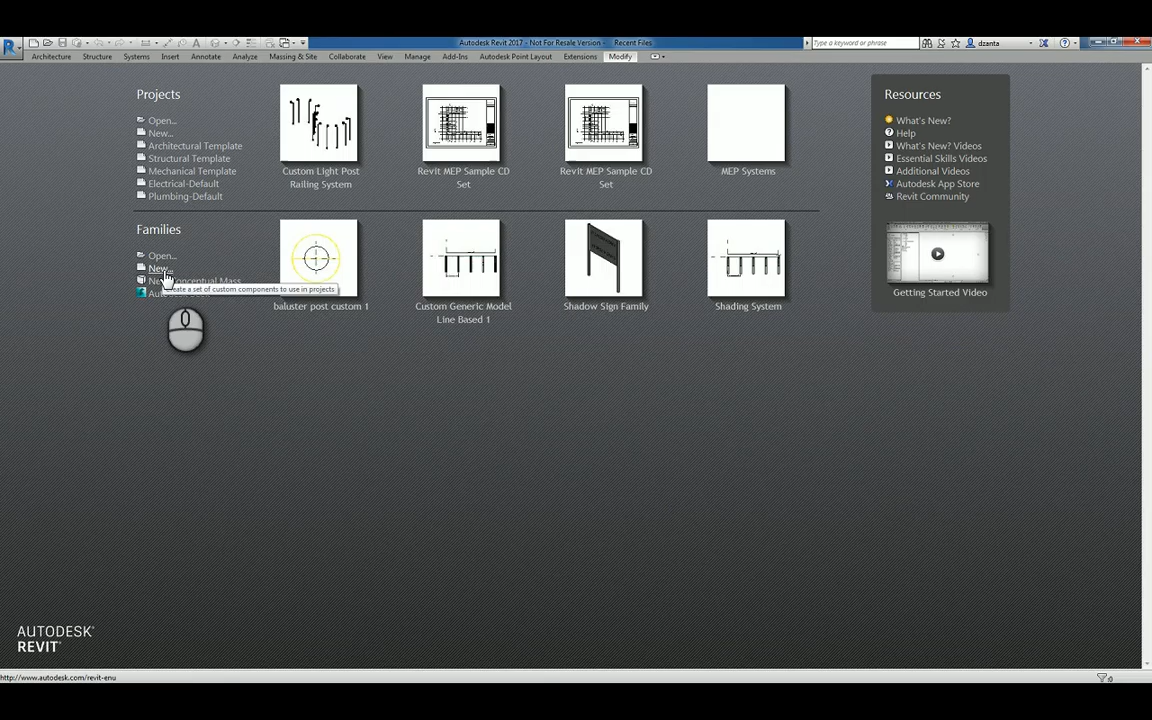 Autodesk Revit 2017 - Not For Resale Version - Recent Files
Type a keyword or phrase
dzanta
Architecture Structure Systems Insert Annotate Analyze Massing & Site Collaborate View Manage Add-Ins Autodesk Point Layout Extensions Modify
Projects
Open...
New...
Architectural Template
Structural Template
Mechanical Template
Electrical-Default
Plumbing-Default
Custom Light Post
Railing System
Revit MEP Sample CD
Set
Revit MEP Sample CD
Set
MEP Systems
Families
Open...
New...
Conceptual Mass
Create a set of custom components to use in projects
baluster post custom 1
Custom Generic Model
Line Based 1
Shadow Sign Family
Shading System
Resources
What's New?
Help
What's New? Videos
Essential Skills Videos
Additional Videos
Autodesk App Store
Revit Community
Getting Started Video
AUTODESK®
REVIT®
http://www.autodesk.com/revit-enu
:0